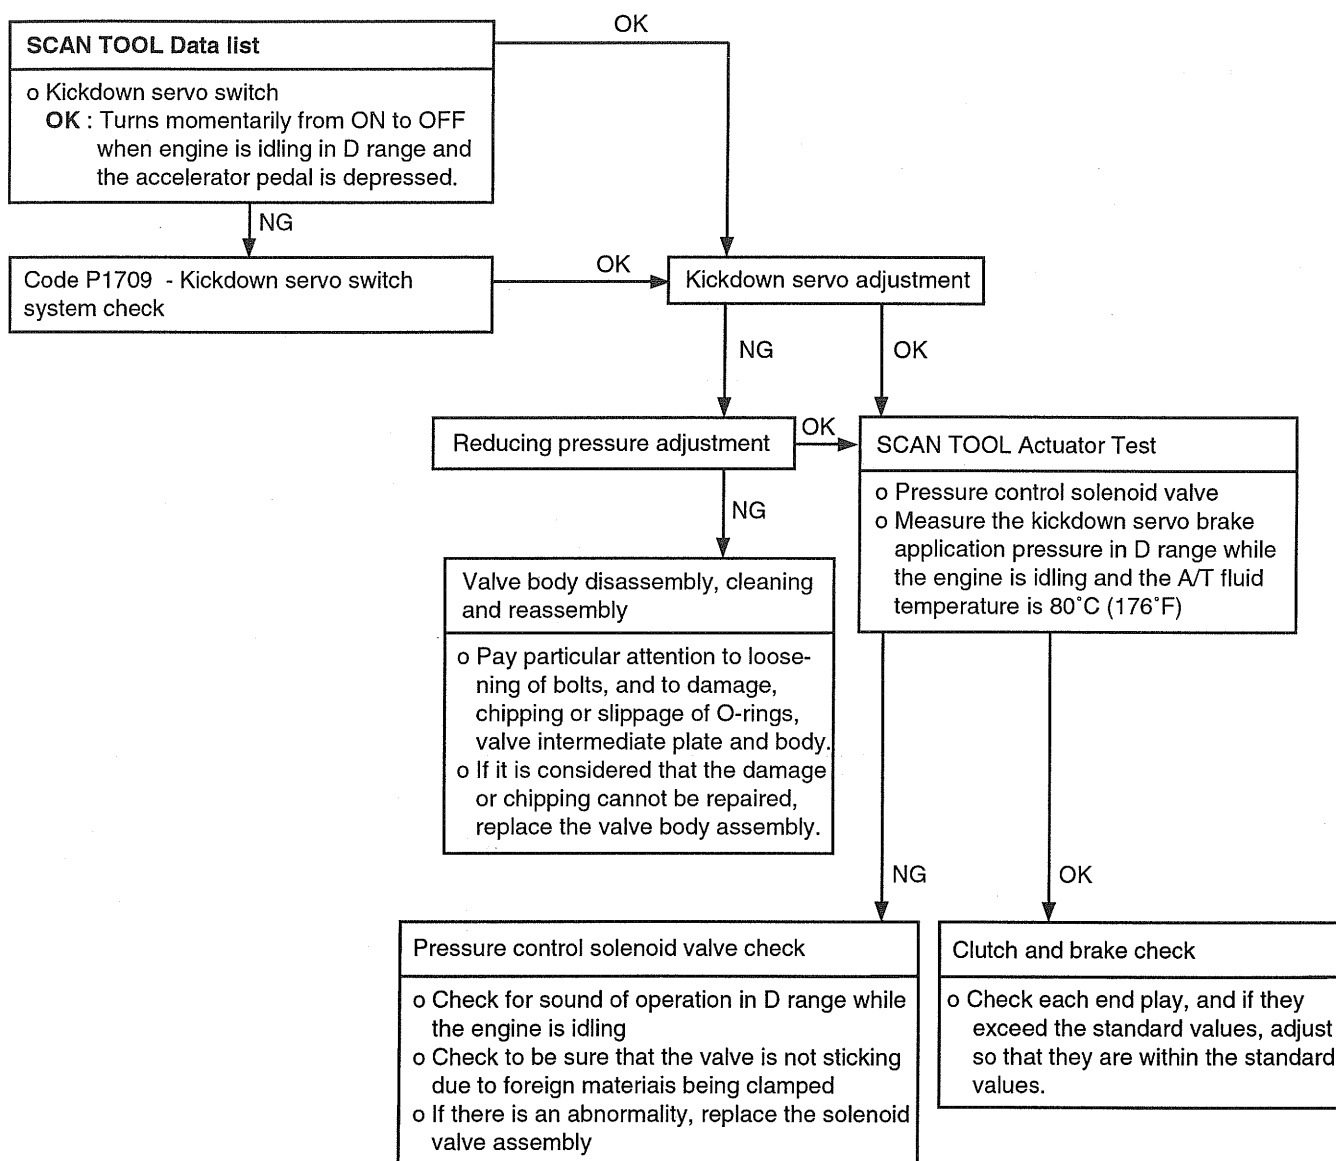 OK
SCAN TOOL Data list
o Kickdown servo switch
OK : Turns momentarily from ON to OFF
when engine is idling in D range and
the accelerator pedal is depressed.
NG
Code P1709 - Kickdown servo switch
system check
OK
Kickdown servo adjustment
NG
OK
Reducing pressure adjustment
OK
SCAN TOOL Actuator Test
o Pressure control solenoid valve
o Measure the kickdown servo brake
application pressure in D range while
the engine is idling and the A/T fluid
temperature is 80˚C (176˚F)
NG
Valve body disassembly, cleaning
and reassembly
o Pay particular attention to loose-
ning of bolts, and to damage,
chipping or slippage of O-rings,
valve intermediate plate and body.
o If it is considered that the damage
or chipping cannot be repaired,
replace the valve body assembly.
NG
OK
Pressure control solenoid valve check
o Check for sound of operation in D range while
the engine is idling
o Check to be sure that the valve is not sticking
due to foreign materiais being clamped
o If there is an abnormality, replace the solenoid
valve assembly
Clutch and brake check
o Check each end play, and if they
exceed the standard values, adjust
so that they are within the standard
values.